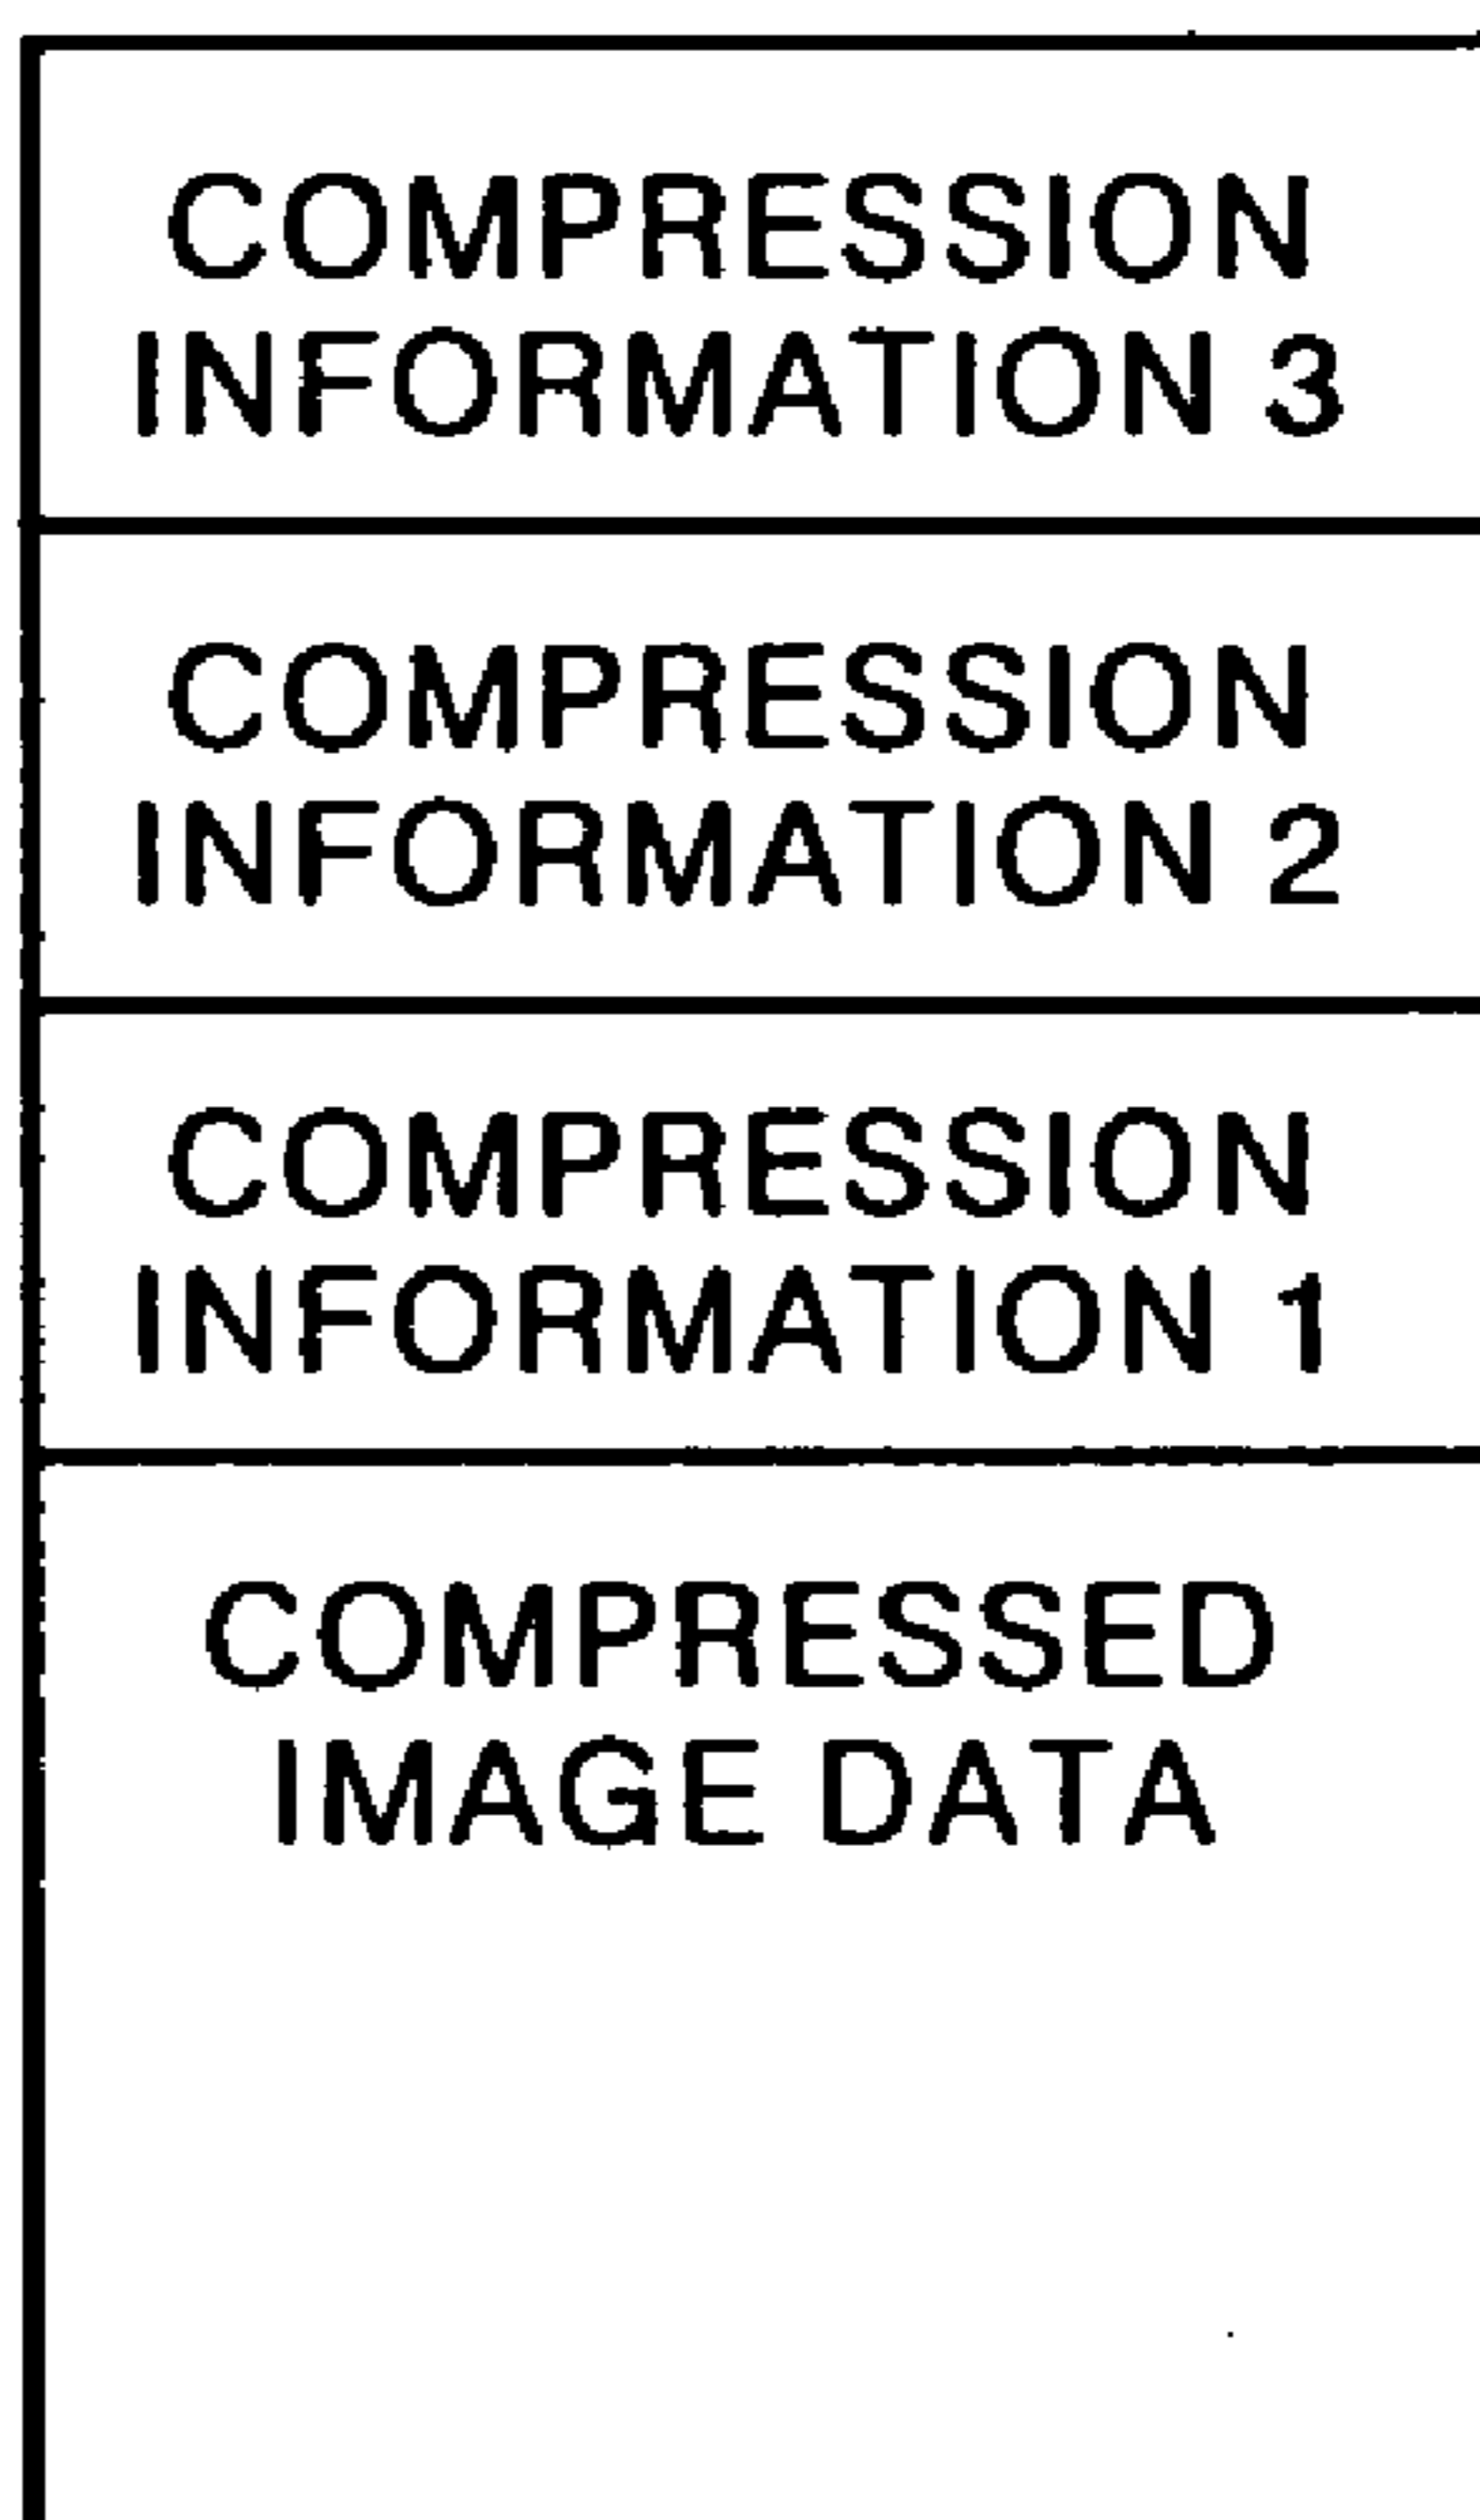 COMPRESSION
INFORMATION 3
COMPRESSION
INFORMATION 2
COMPRESSION
INFORMATION 1
COMPRESSED
IMAGE DATA